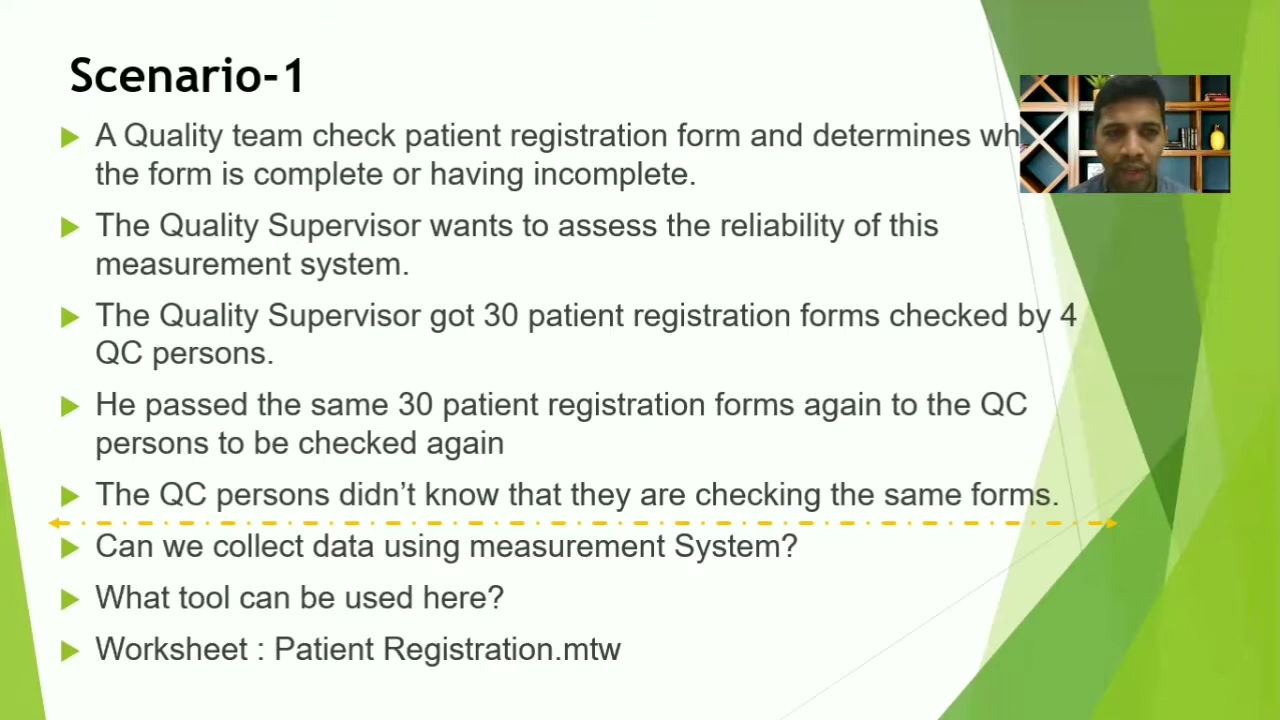 Scenario-1
A Quality team check patient registration form and determines wh
the form is complete or having incomplete.
The Quality Supervisor wants to assess the reliability of this
measurement system.
The Quality Supervisor got 30 patient registration forms checked by 4
QC persons.
He passed the same 30 patient registration forms again to the QC
persons to be checked again
The QC persons didn’t know that they are checking the same forms.
Can we collect data using measurement System?
What tool can be used here?
Worksheet : Patient Registration.mtw